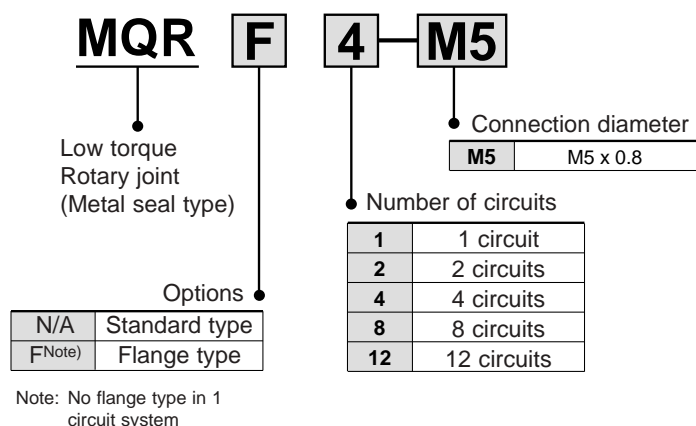 MQR F 4-M5
Connection diameter
M5 M5 x 0.8
Low torque
Rotary joint
(Metal seal type)
Number of circuits
1 1 circuit
2 2 circuits
4 4 circuits
8 8 circuits
12 12 circuits
Options
N/A Standard type
FNote) Flange type
Note: No flange type in 1
circuit system